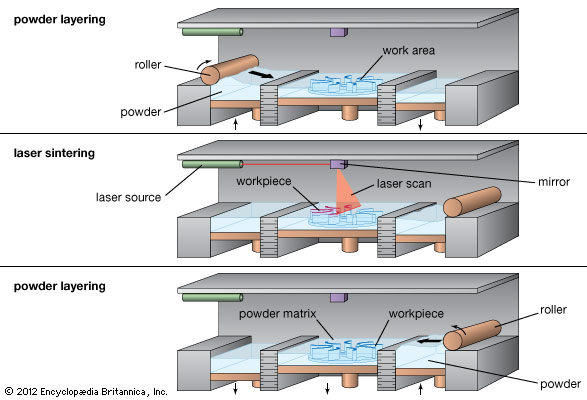 powder layering
roller
work area
powder
laser sintering
laser source
workpiece
laser scan
mirror
powder layering
powder matrix
workpiece
roller
powder
© 2012 Encyclopædia Britannica, Inc.